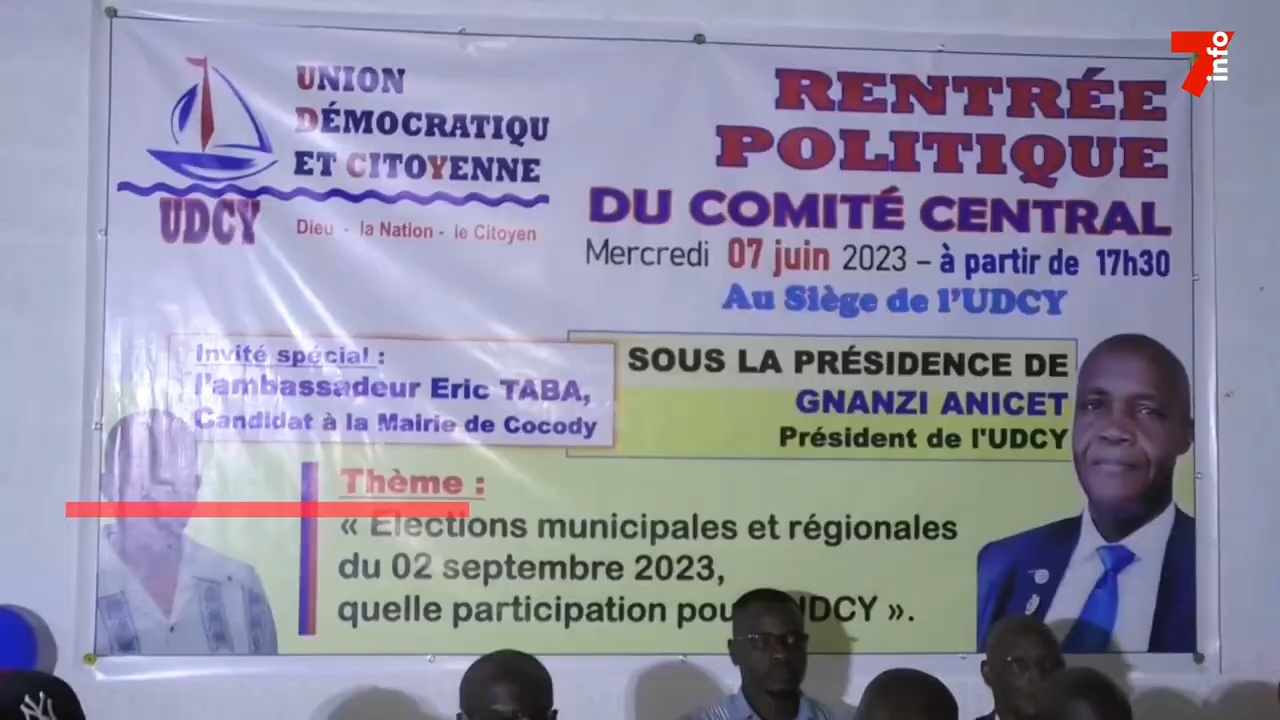 7info
UNION
DÉMOCRATIQU
ET CITOYENNE
UDCY
Dieu - la Nation - le Citoyen
RENTRÉE
POLITIQUE
DU COMITÉ CENTRAL
Mercredi 07 juin 2023 – à partir de 17h30
Au Siège de l'UDCY
Invité spécial :
l'ambassadeur Eric TABA,
Candidat à la Mairie de Cocody
SOUS LA PRÉSIDENCE DE
GNANZI ANICET
Président de l'UDCY
Thème :
« Elections municipales et régionales
du 02 septembre 2023,
quelle participation DCY ».
NY